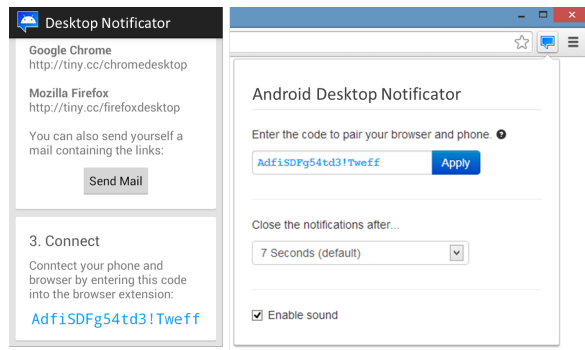 Desktop Notificator
Google Chrome
http://tiny.cc/chromedesktop
Mozilla Firefox
http://tiny.cc/firefoxdesktop
You can also send yourself a
mail containing the links:
Send Mail
3. Connect
Conntect your phone and
browser by entering this code
into the browser extension:
AdfiSDFg54td3!Tweff
Android Desktop Notificator
Enter the code to pair your browser and phone.
AdfiSDFg54td3!Tweff
Apply
Close the notifications after...
7 Seconds (default)
Enable sound